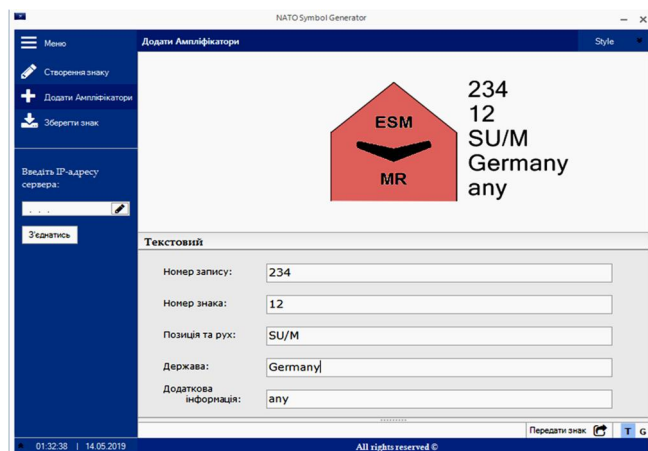 NATO Symbol Generator
Меню
Додати Ампліфікатори
Style
Створення знаку
Додати Ампліфікатори
Зберегти знак
Введіть IP-адресу
сервера:
. . .
З'єднатись
ESM
MR
234
12
SU/M
Germany
any
Текстовий
Номер запису:
234
Номер знака:
12
Позиція та рух:
SU/M
Держава:
Germany
Додаткова
інформація:
any
Передати знак
T G
01:32:38 | 14.05.2019
All rights reserved ©